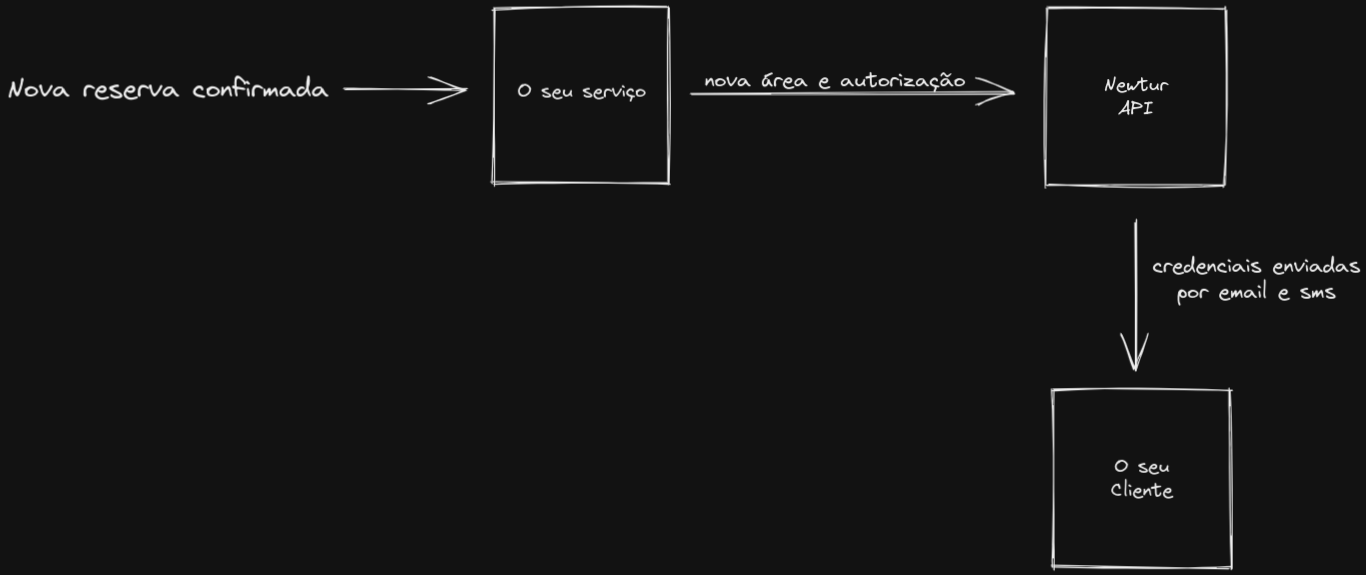 Nova reserva confirmada
O seu serviço
nova área e autorização
Newtur
API
credenciais enviadas
por email e sms
O seu
Cliente